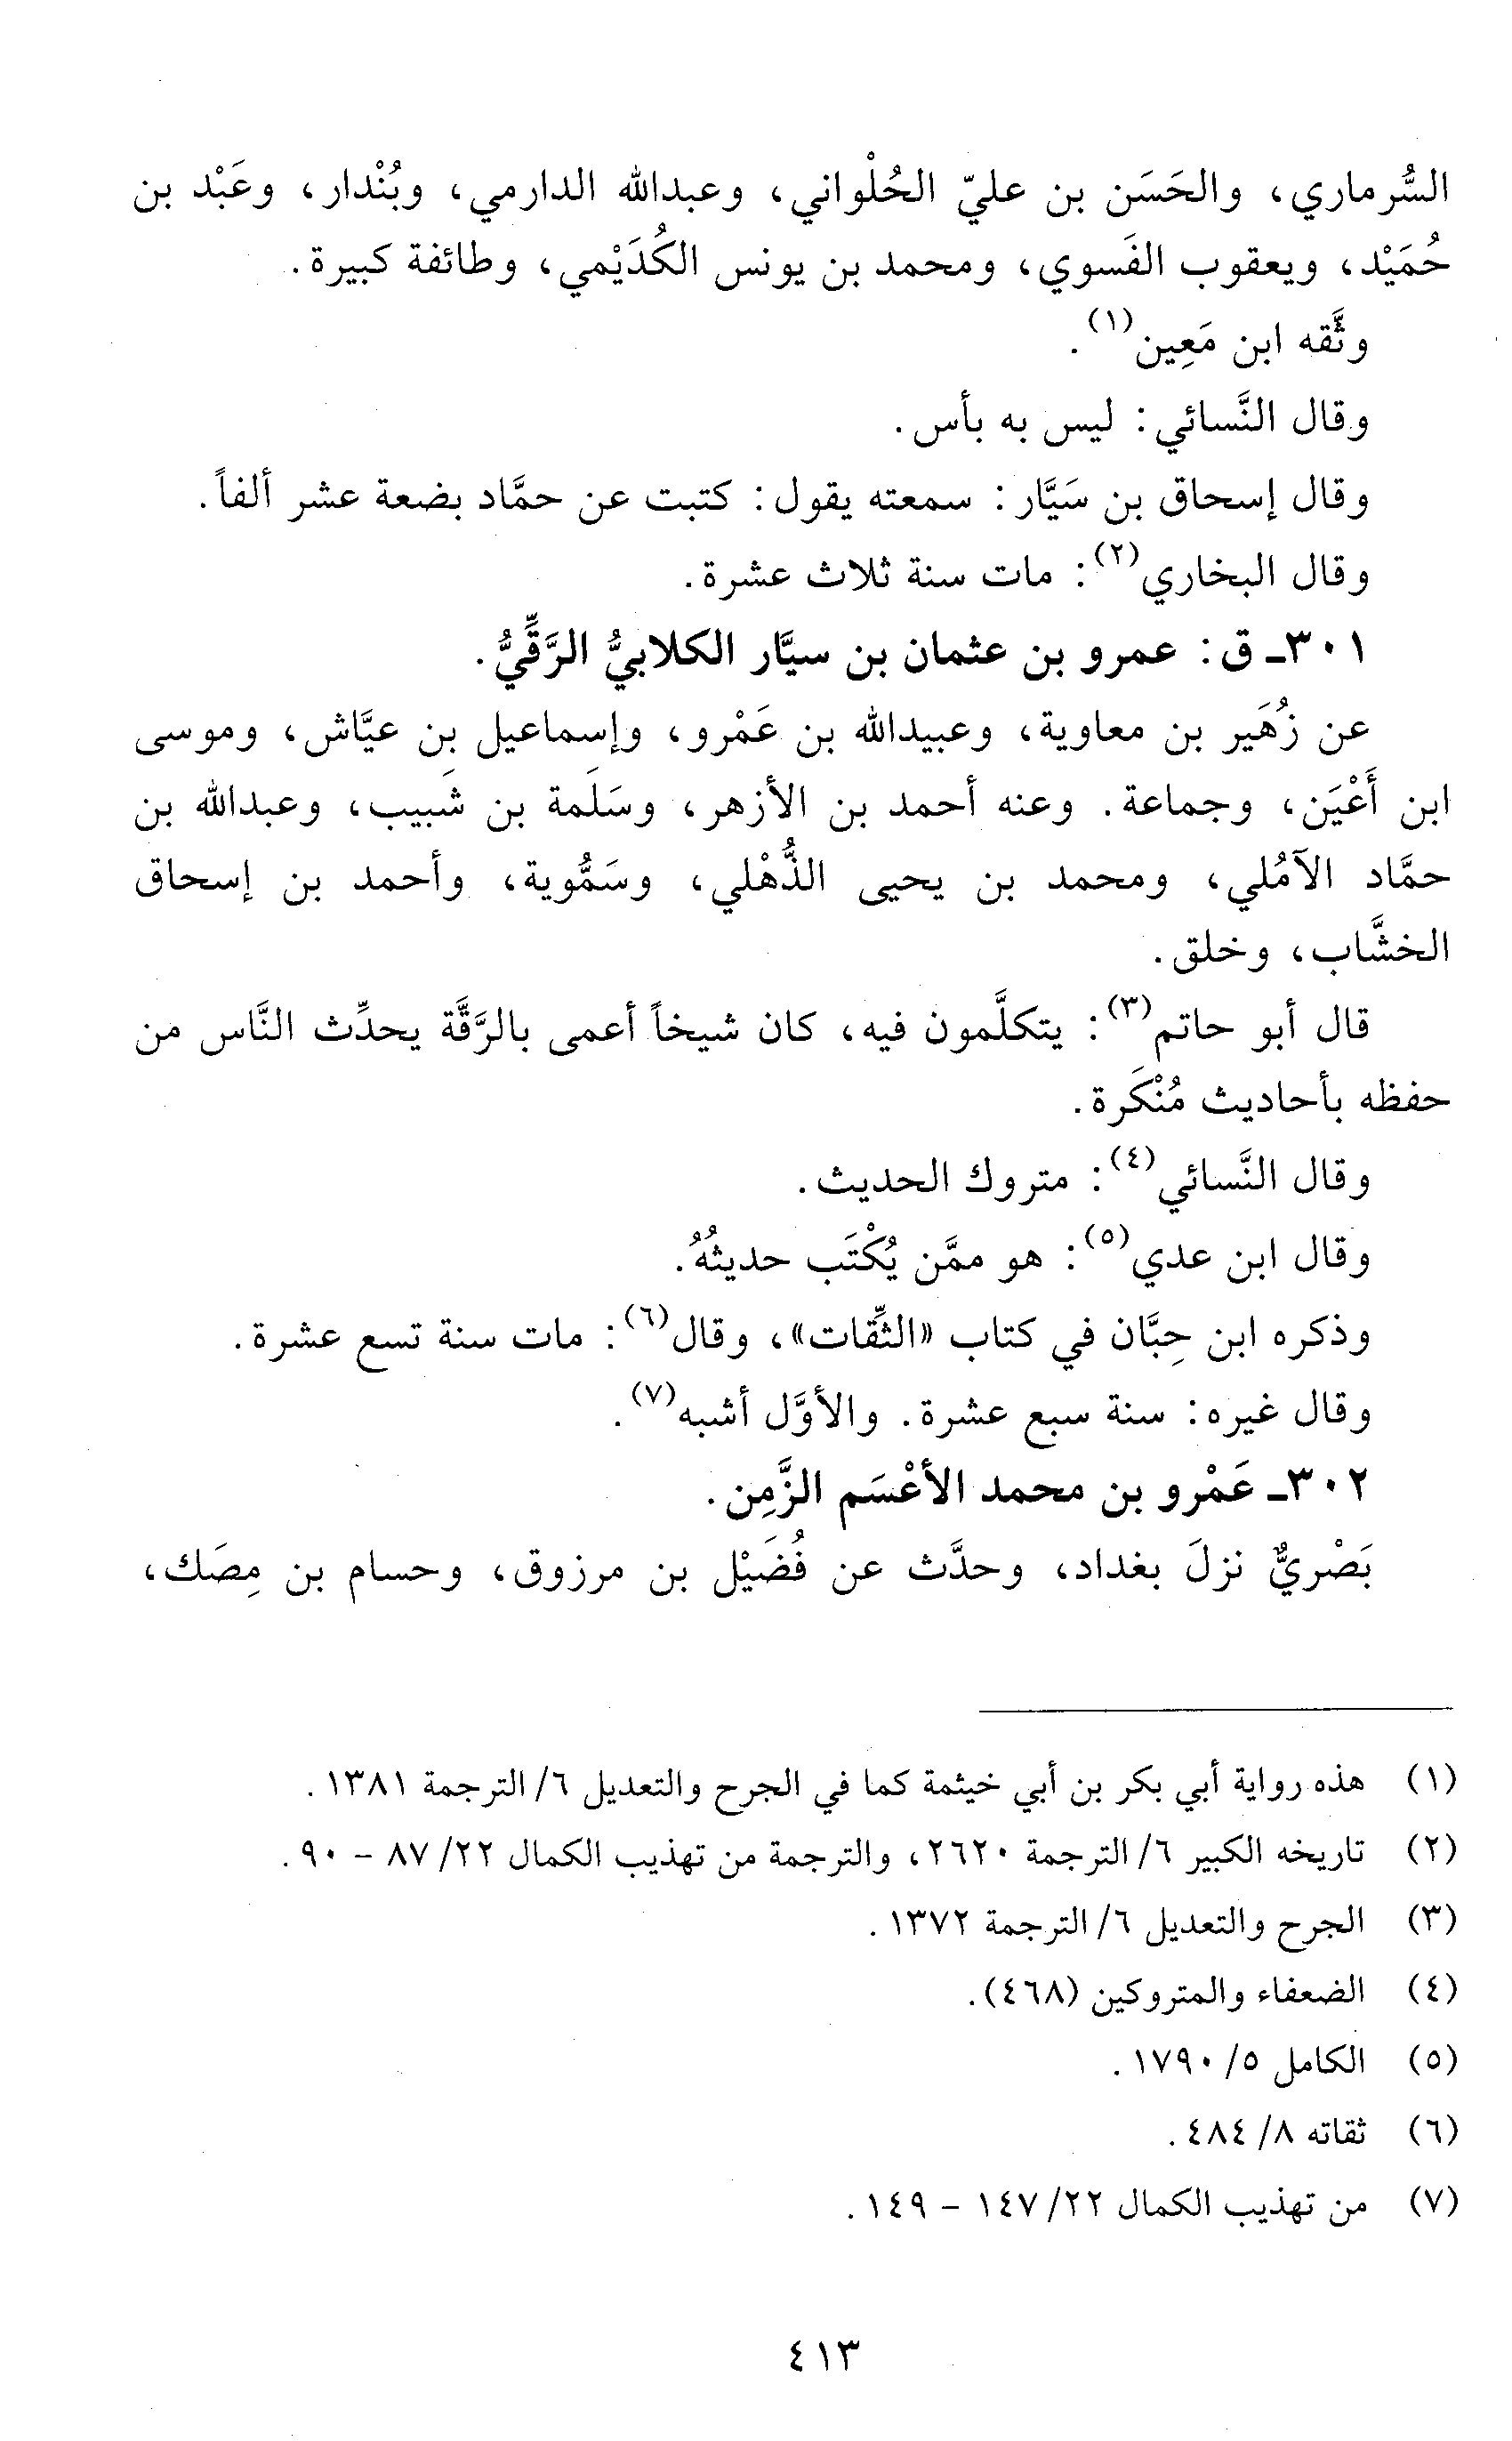 السُّرماري، والحَسَن بن عليّ الحُلْواني، وعبدالله الدارمي، وبُنْدار، وعَبْد بن
حُمَيْد، ويعقوب الفَسوي، ومحمد بن يونس الكُدَيْمي، وطائفة كبيرة.
وثَّقه ابن مَعِين(١).
وقال النَّسائي: ليس به بأس.
وقال إسحاق بن سَيَّار: سمعته يقول: كتبت عن حمَّاد بضعة عشر ألفاً.
وقال البخاري(٢): مات سنة ثلاث عشرة.
٣٠١ـ ق: عمرو بن عثمان بن سيَّار الكلابيُّ الرَّقِّيُّ.
عن زُهَير بن معاوية، وعبيدالله بن عَمْرو، وإسماعيل بن عيَّاش، وموسى
ابن أَعْيَن، وجماعة. وعنه أحمد بن الأزهر، وسَلَمة بن شَبيب، وعبدالله بن
حمَّاد الآمُلي، ومحمد بن يحيى الذُّهْلي، وسَمُّوية، وأحمد بن إسحاق
الخشَّاب، وخلق.
قال أبو حاتم(٣): يتكلَّمون فيه، كان شيخاً أعمى بالرَّقَّة يحدِّث النَّاس من
حفظه بأحاديث مُنْكَرة.
وقال النَّسائي(٤): متروك الحديث.
وقال ابن عدي(٥): هو ممَّن يُكْتَب حديثُهُ.
وذكره ابن حِبَّان في كتاب «الثِّقات»، وقال(٦): مات سنة تسع عشرة.
وقال غيره: سنة سبع عشرة. والأوَّل أشبه(٧).
٣٠٢ـ عَمْرو بن محمد الأعْسَم الزَّمِن.
بَصْريٌّ نزلَ بغداد، وحدَّث عن فُضَيْل بن مرزوق، وحسام بن مِصَك،
(١) هذه رواية أبي بكر بن أبي خيثمة كما في الجرح والتعديل ٦/ الترجمة ١٣٨١.
(٢) تاريخه الكبير ٦/ الترجمة ٢٦٢٠، والترجمة من تهذيب الكمال ٢٢/ ٨٧ – ٩٠.
(٣) الجرح والتعديل ٦/ الترجمة ١٣٧٢.
(٤) الضعفاء والمتروكين (٤٦٨).
(٥) الكامل ٥/ ١٧٩٠.
(٦) ثقاته ٨/ ٤٨٤.
(٧) من تهذيب الكمال ٢٢/ ١٤٧ – ١٤٩.
٤١٣